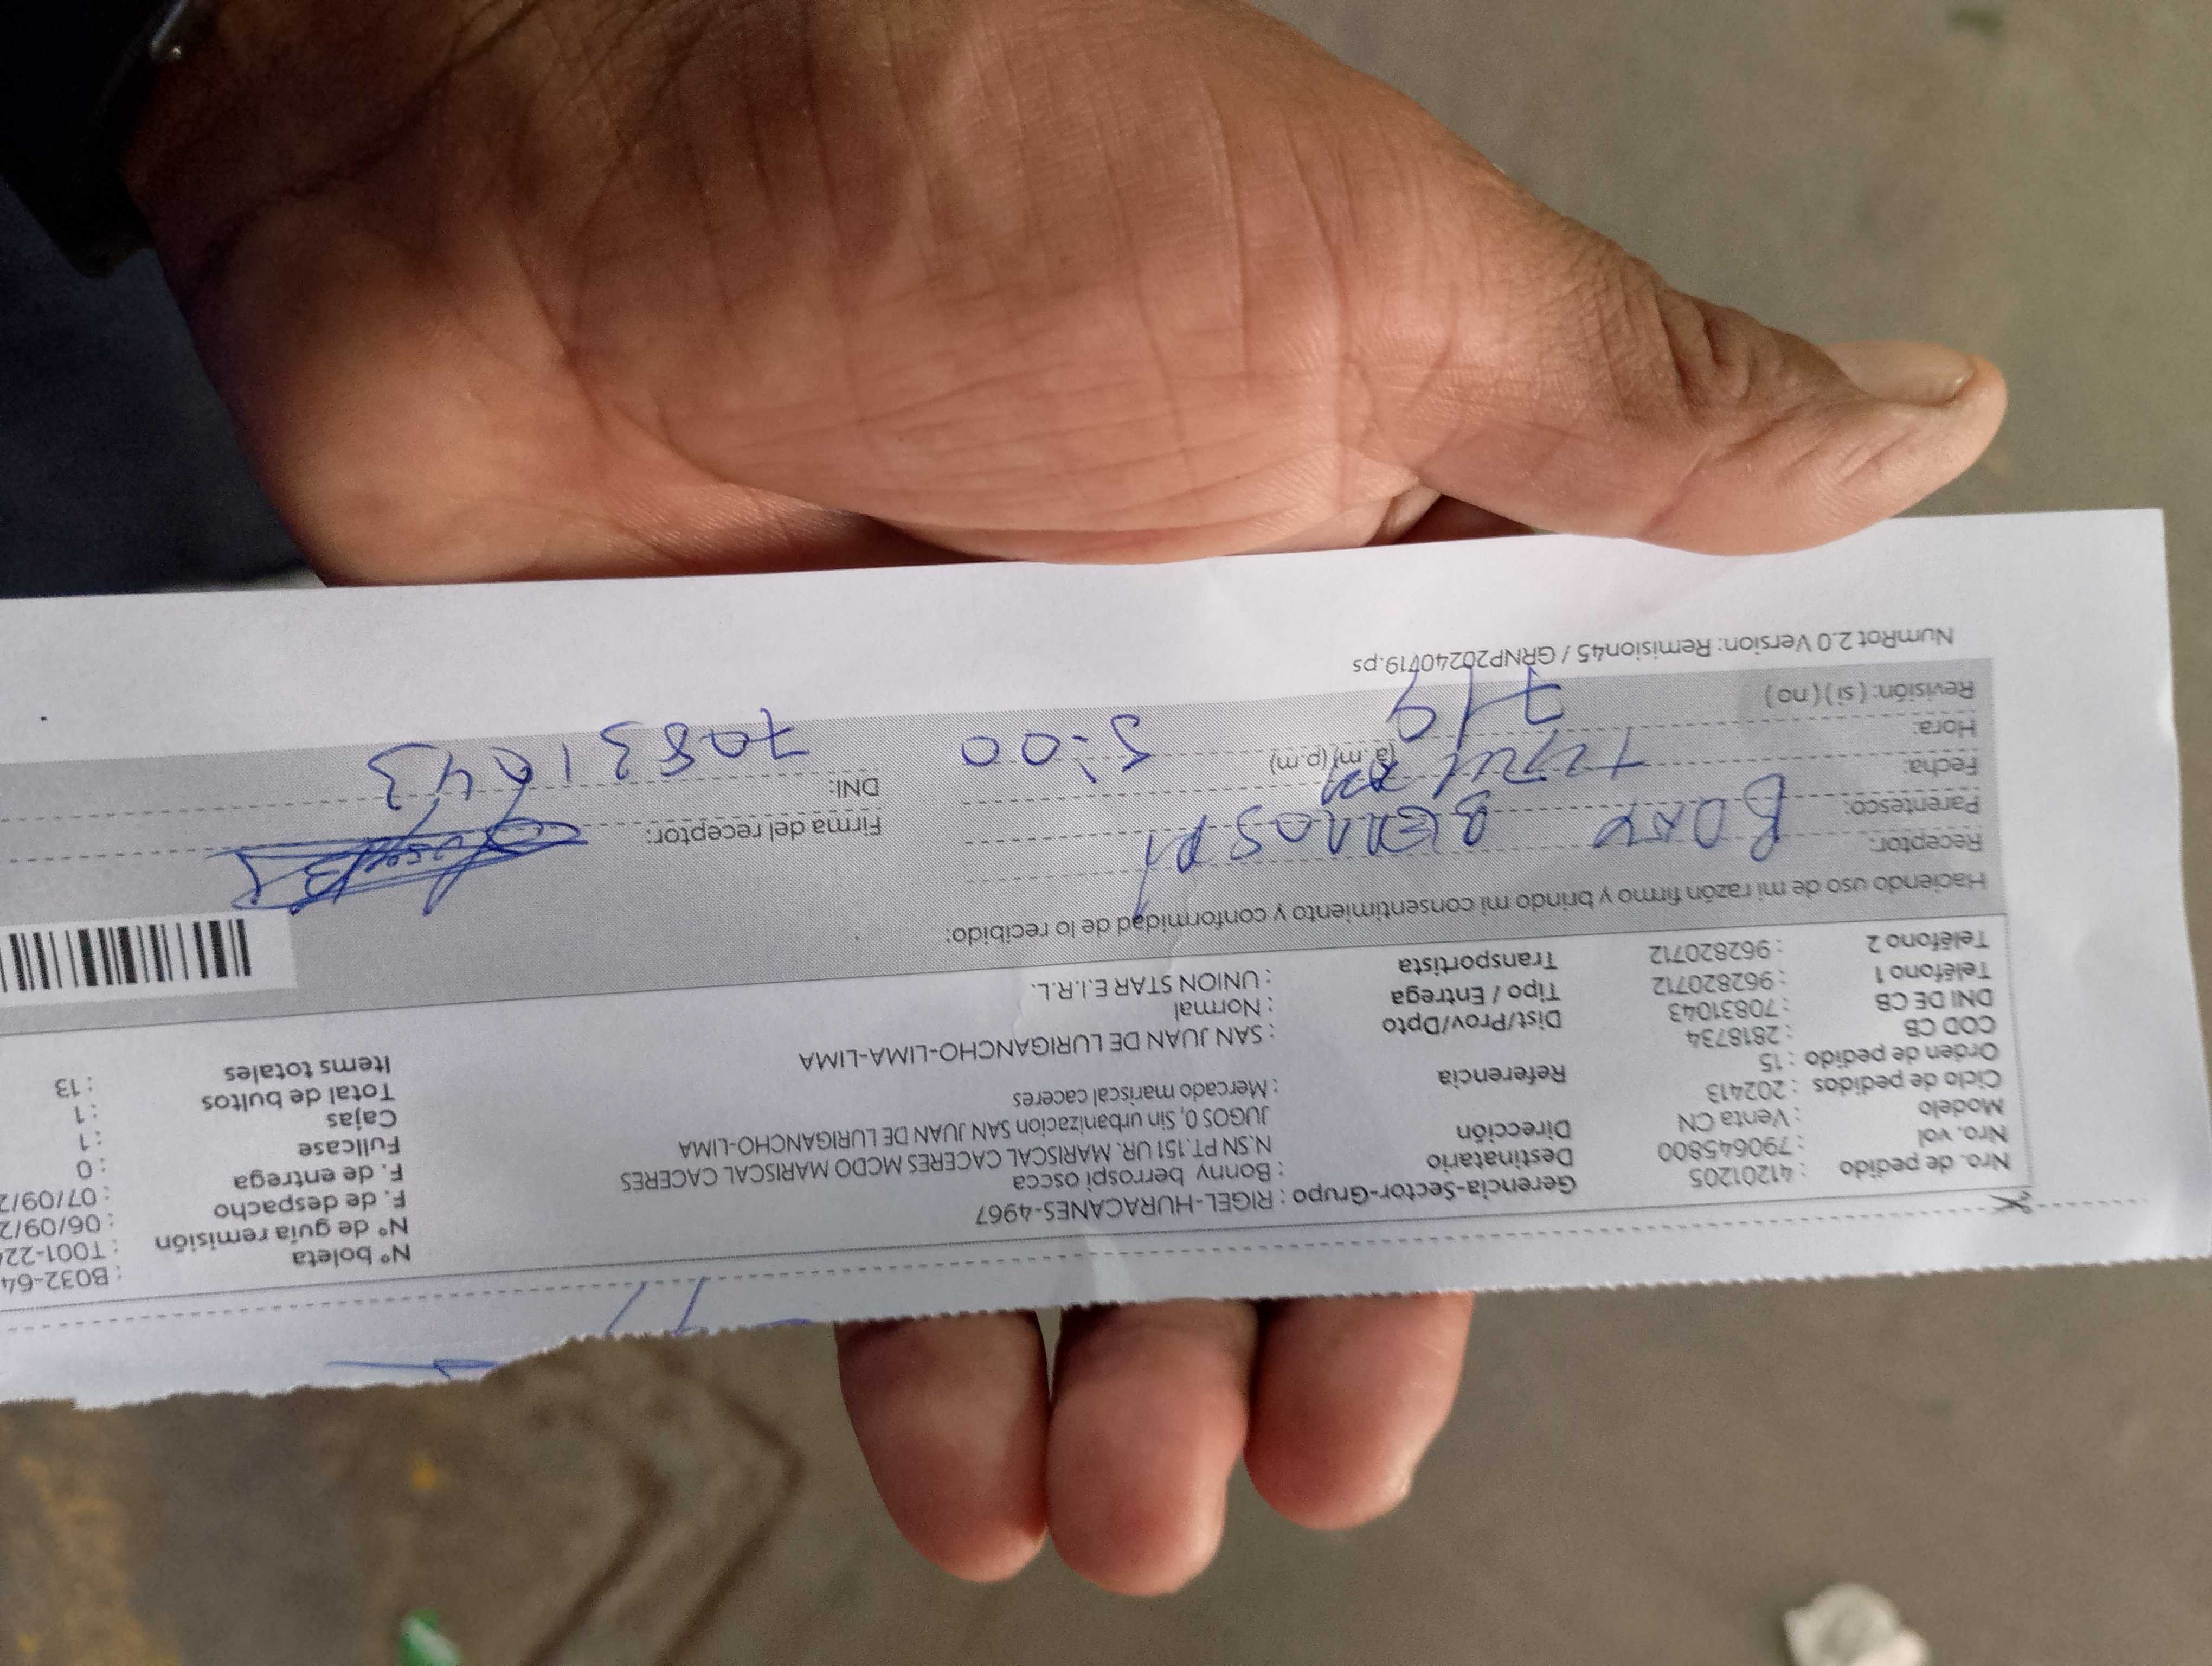 Nº boleta : B032-64
Nº de guía remisión : T001-224
F. de despacho : 06/09/2
F. de entrega : 07/09/2
Fullcase : 0
Cajas : 1
Total de bultos : 1
Items totales : 13
Gerencia-Sector-Grupo : RIGEL-HURACANES-4967
Destinatario : Bonny berrospi oscca
Dirección N.SN PT.151 UR. MARISCAL CACERES MCDO MARISCAL CACERES
JUGOS 0, Sin urbanizacion SAN JUAN DE LURIGANCHO-LIMA
Referencia : Mercado mariscal caceres
Dist/Prov/Dpto : SAN JUAN DE LURIGANCHO-LIMA-LIMA
Tipo / Entrega : Normal
Transportista : UNION STAR E.I.R.L.
Nro. de pedido : 41201205
Nro. vol : 790645800
Modelo : Venta CN
Ciclo de pedidos : 202413
Orden de pedido : 15
COD CB : 2818734
DNI DE CB : 70831043
Teléfono 1 : 962820712
Teléfono 2 : 962820712
Haciendo uso de mi razón firmo y brindo mi consentimiento y conformidad de lo recibido:
Receptor:
Parentesco:
Fecha:
Hora: (a.m) (p.m) 5:00
Revisión: ( si ) ( no ) 7/9
Firma del receptor:
DNI: 70831043
NumRot 2.0 Version: Remision45 / GRNP20240719.ps